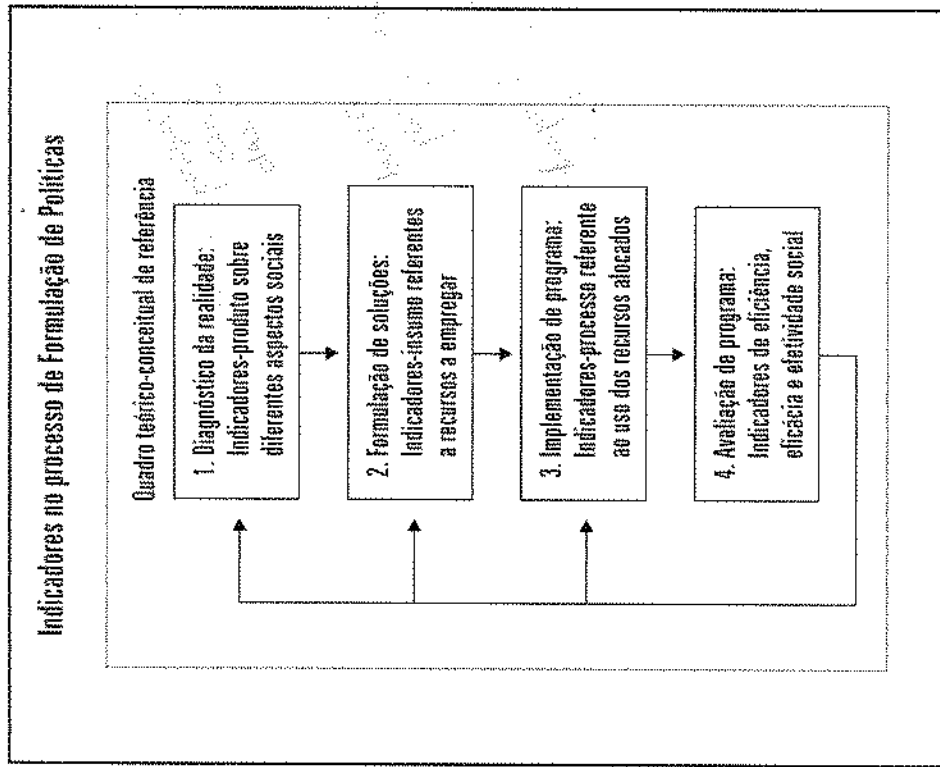 Indicadores no processo de Formulação de Políticas
Quadro teórico-conceitual de referência
1. Diagnóstico da realidade:
Indicadores-produto sobre
diferentes aspectos sociais
2. Formulação de soluções:
Indicadores-insumo referentes
a recursos a empregar
3. Implementação de programa:
Indicadores-processo referente
ao uso dos recursos alocados
4. Avaliação de programa:
Indicadores de eficiência,
eficácia e efetividade social